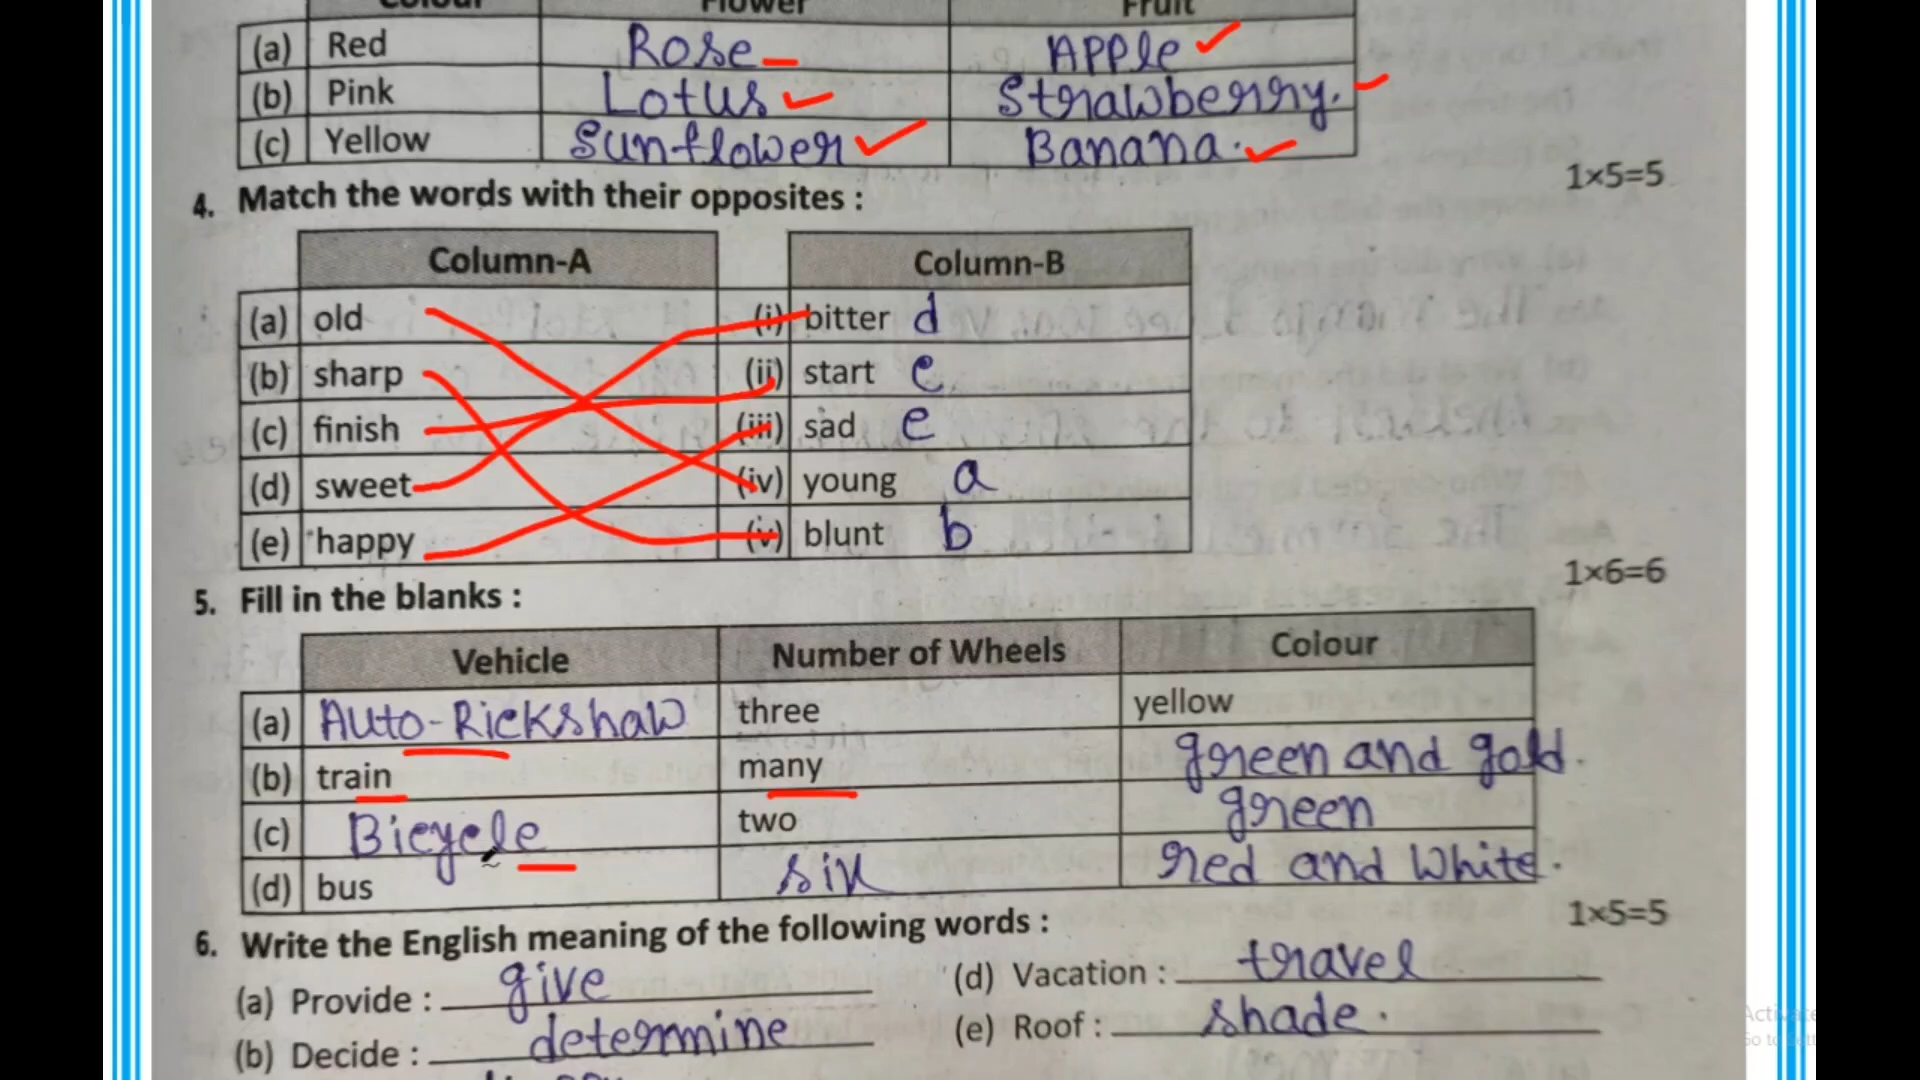 Colour Flower Fruit
(a) Red Rose APPle
(b) Pink Lotus Strawberry.
(c) Yellow Sunflower Banana.
4. Match the words with their opposites : 1×5=5
Column-A Column-B
(a) old (i) bitter d
(b) sharp (ii) start e
(c) finish (iii) sad e
(d) sweet (iv) young a
(e) happy (v) blunt b
5. Fill in the blanks : 1×6=6
Vehicle Number of Wheels Colour
(a) Auto-Rickshaw three yellow
(b) train many green and gold.
(c) Bicycle two green
(d) bus six red and White.
6. Write the English meaning of the following words : 1×5=5
(a) Provide : give (d) Vacation : travel
(b) Decide : determine (e) Roof : shade.